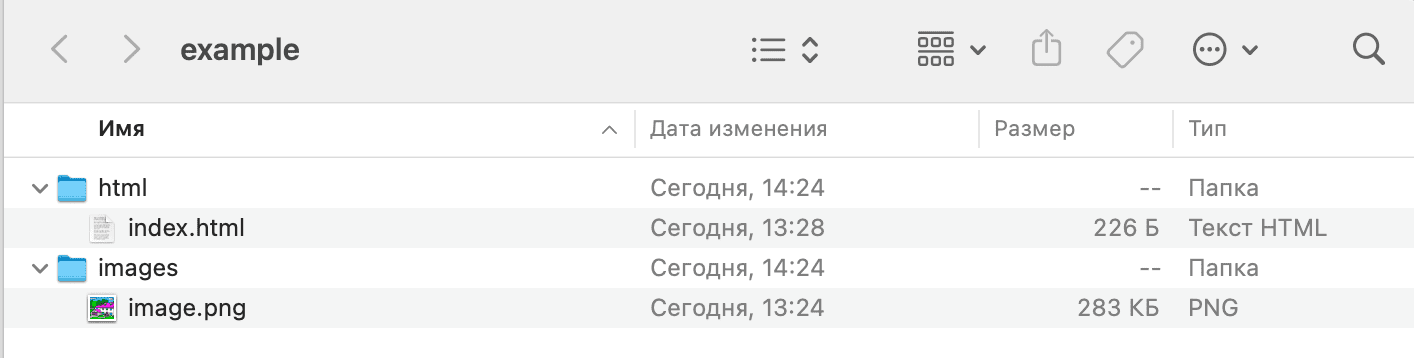 example
Имя Дата изменения Размер Тип
html Сегодня, 14:24 -- Папка
index.html Сегодня, 13:28 226 Б Текст HTML
images Сегодня, 14:24 -- Папка
image.png Сегодня, 13:24 283 КБ PNG